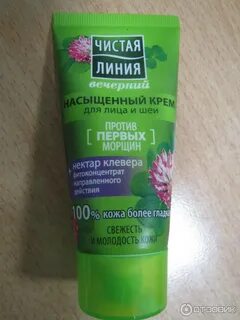 ЧИСТАЯ
ЛИНИЯ
вечерний
НАСЫЩЕННЫЙ КРЕМ
для лица и шеи
ПРОТИВ
ПЕРВЫХ
МОРЩИН
нектар клевера
фитоконцентрат
направленного
действия
100% кожа более гладкая
СВЕЖЕСТЬ
И МОЛОДОСТЬ КОЖИ
ОТЗОВИК